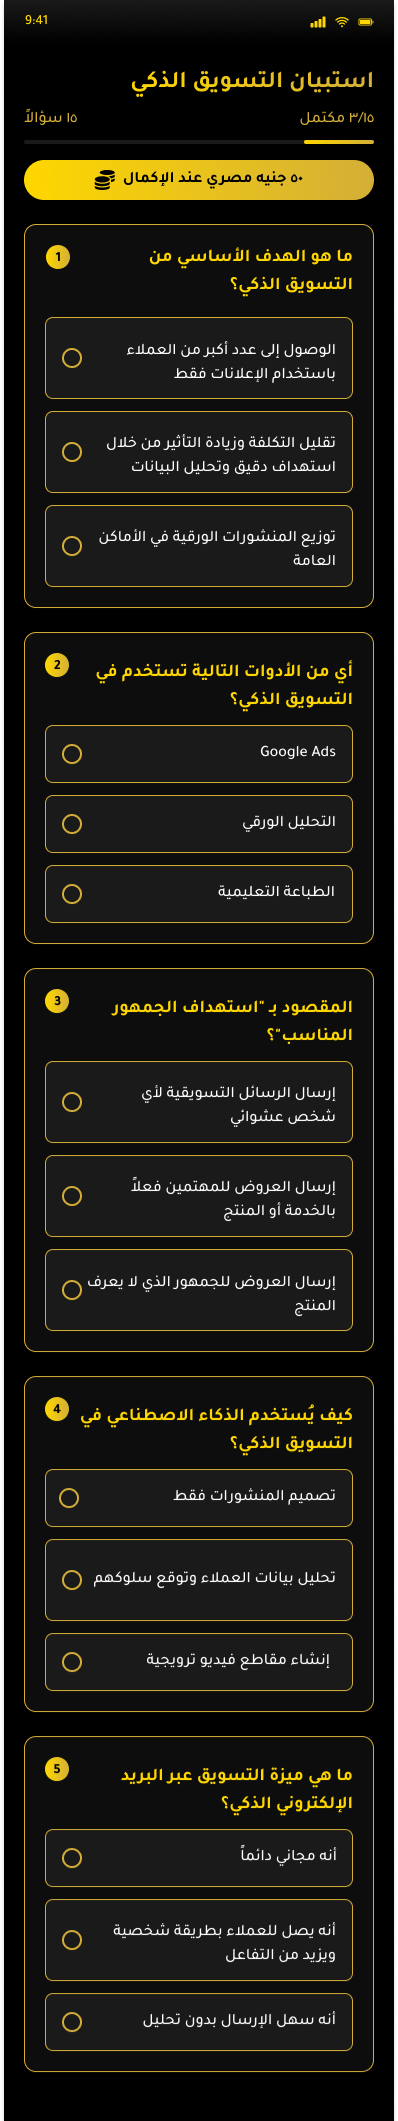 9:41
استبيان التسويق الذكي
٣/١٥ مكتمل
١٥ سؤالاً
٥٠ جنيه مصري عند الإكمال
1
ما هو الهدف الأساسي من
التسويق الذكي؟
الوصول إلى عدد أكبر من العملاء
باستخدام الإعلانات فقط
تقليل التكلفة وزيادة التأثير من خلال
استهداف دقيق وتحليل البيانات
توزيع المنشورات الورقية في الأماكن
العامة
2
أي من الأدوات التالية تستخدم في
التسويق الذكي؟
Google Ads
التحليل الورقي
الطباعة التعليمية
3
المقصود بـ "استهداف الجمهور
المناسب"؟
إرسال الرسائل التسويقية لأي
شخص عشوائي
إرسال العروض للمهتمين فعلاً
بالخدمة أو المنتج
إرسال العروض للجمهور الذي لا يعرف
المنتج
4
كيف يُستخدم الذكاء الاصطناعي في
التسويق الذكي؟
تصميم المنشورات فقط
تحليل بيانات العملاء وتوقع سلوكهم
إنشاء مقاطع فيديو ترويجية
5
ما هي ميزة التسويق عبر البريد
الإلكتروني الذكي؟
أنه مجاني دائماً
أنه يصل للعملاء بطريقة شخصية
ويزيد من التفاعل
أنه سهل الإرسال بدون تحليل